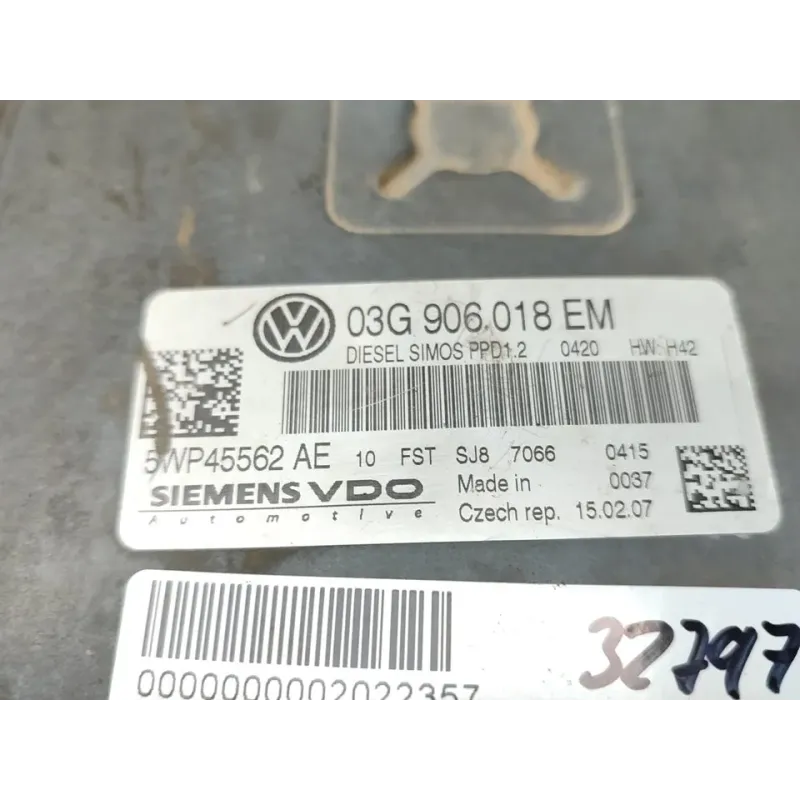 03G 906.018 EM
DIESEL SIMOS PPD1.2 0420 HW: H42
5WP45562 AE 10 FST SJ8 7066 0415
SIEMENS VDO Made in 0037
Automotive Czech rep. 15.02.07
0000000002022357
32797